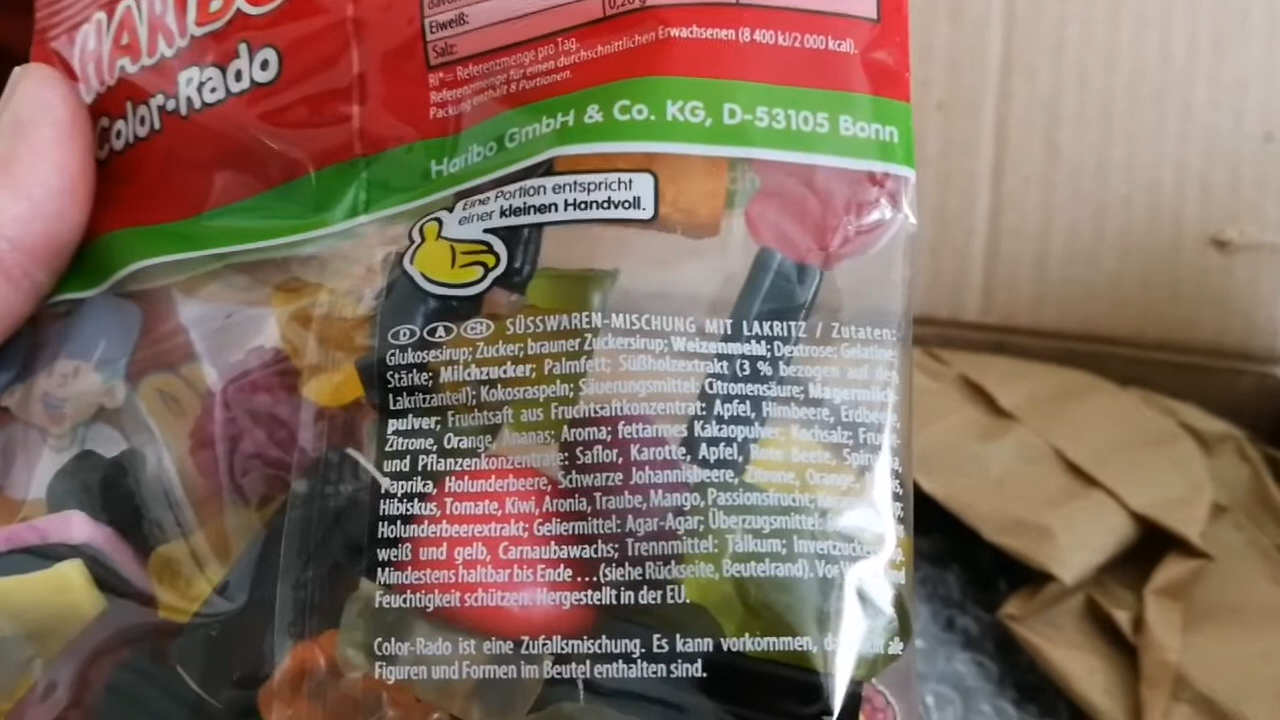 HARIBO
Color-Rado
Eiweiß:
0,20 g
Salz:
RI*= Referenzmenge pro Tag.
Referenzmenge für einen durchschnittlichen Erwachsenen (8 400 kJ/2 000 kcal).
Packung enthält 8 Portionen.
Haribo GmbH & Co. KG, D-53105 Bonn
Eine Portion entspricht
einer kleinen Handvoll.
D A CH SÜSSWAREN-MISCHUNG MIT LAKRITZ / Zutaten:
Glukosesirup; Zucker; brauner Zuckersirup; Weizenmehl; Dextrose; Gelatine;
Stärke; Milchzucker; Palmfett; Süßholzextrakt (3 % bezogen auf den
Lakritzanteil); Kokosraspeln; Säuerungsmittel: Citronensäure; Magermilch-
pulver; Fruchtsaft aus Fruchtsaftkonzentrat: Apfel, Himbeere, Erdbeere,
Zitrone, Orange, Ananas; Aroma; fettarmes Kakaopulver; Kochsalz; Frucht-
und Pflanzenkonzentrate: Saflor, Karotte, Apfel, Rote Beete, Spirulina,
Paprika, Holunderbeere, Schwarze Johannisbeere, Zitrone, Orange,
Hibiskus, Tomate, Kiwi, Aronia, Traube, Mango, Passionsfrucht;
Holunderbeerextrakt; Geliermittel: Agar-Agar; Überzugsmittel:
weiß und gelb, Carnaubawachs; Trennmittel: Talkum; Invertzuckersirup.
Mindestens haltbar bis Ende ... (siehe Rückseite, Beutelrand). Vor
Feuchtigkeit schützen. Hergestellt in der EU.
Color-Rado ist eine Zufallsmischung. Es kann vorkommen, alle
Figuren und Formen im Beutel enthalten sind.